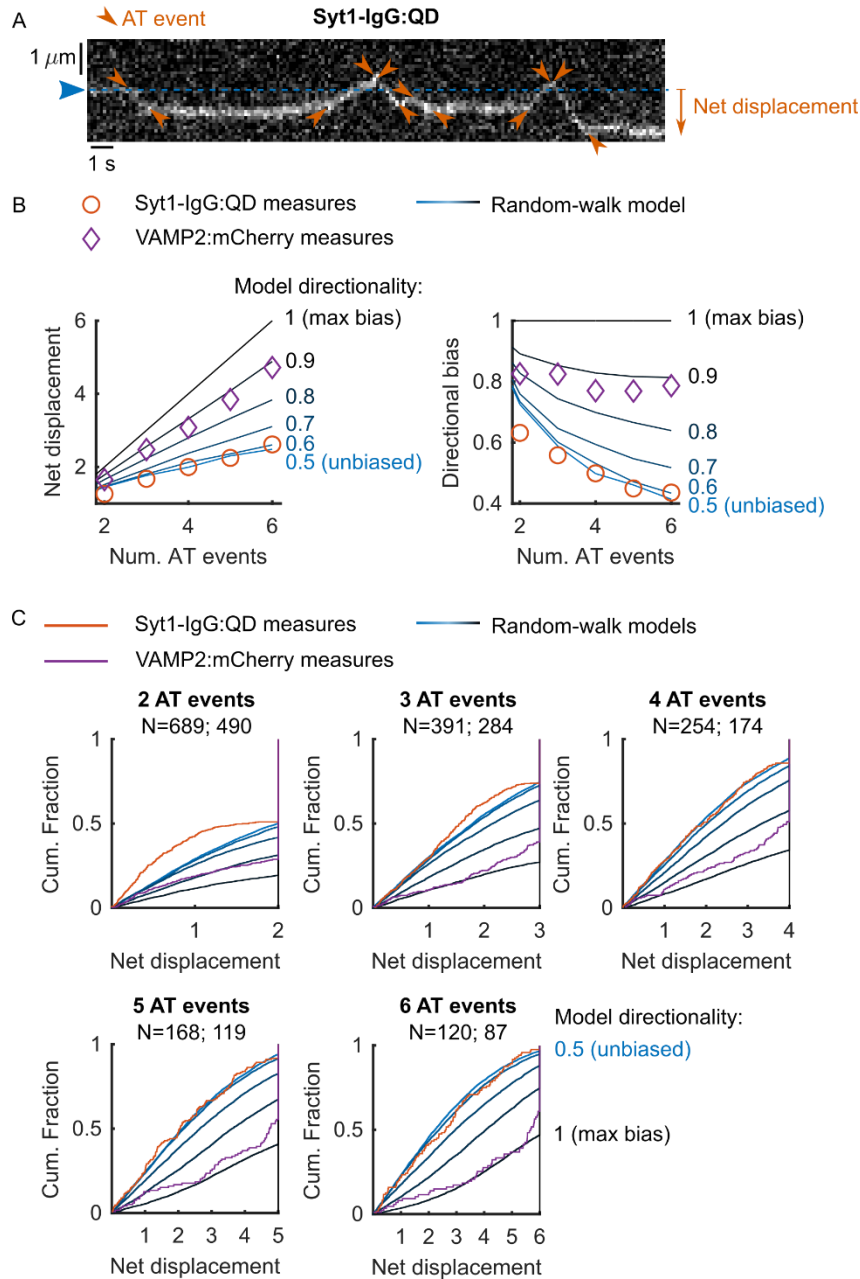 A
AT event
Syt1-IgG:QD
1 μm
Net displacement
1 s
B
Syt1-IgG:QD measures
Random-walk model
VAMP2:mCherry measures
Model directionality:
Net displacement
6
4
2
2 4 6
Num. AT events
1 (max bias)
0.9
0.8
0.7
0.6
0.5 (unbiased)
Directional bias
1
0.8
0.6
0.4
2 4 6
Num. AT events
1 (max bias)
0.9
0.8
0.7
0.6
0.5 (unbiased)
C
Syt1-IgG:QD measures
Random-walk models
VAMP2:mCherry measures
2 AT events
N=689; 490
Cum. Fraction
1
0.5
0
1 2
Net displacement
3 AT events
N=391; 284
Cum. Fraction
1
0.5
0
1 2 3
Net displacement
4 AT events
N=254; 174
Cum. Fraction
1
0.5
0
1 2 3 4
Net displacement
5 AT events
N=168; 119
Cum. Fraction
1
0.5
0
1 2 3 4 5
Net displacement
6 AT events
N=120; 87
Cum. Fraction
1
0.5
0
1 2 3 4 5 6
Net displacement
Model directionality:
0.5 (unbiased)
1 (max bias)